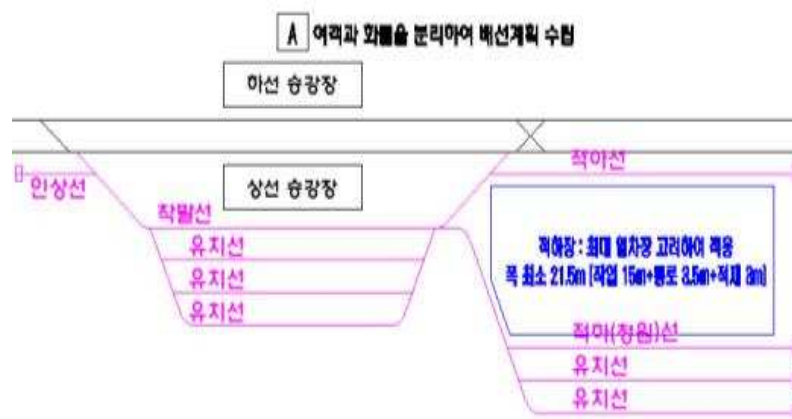 A 여객과 화물을 분리하여 배선계획 수립
하선 승강장
적하선
인상선
상선 승강장
착발선
유치선
유치선
유치선
적하장 : 최대 열차장 고려하여 적용
폭 최소 21.5m [작업 15m+통로 3.5m+적재 3m]
적하(청원)선
유치선
유치선